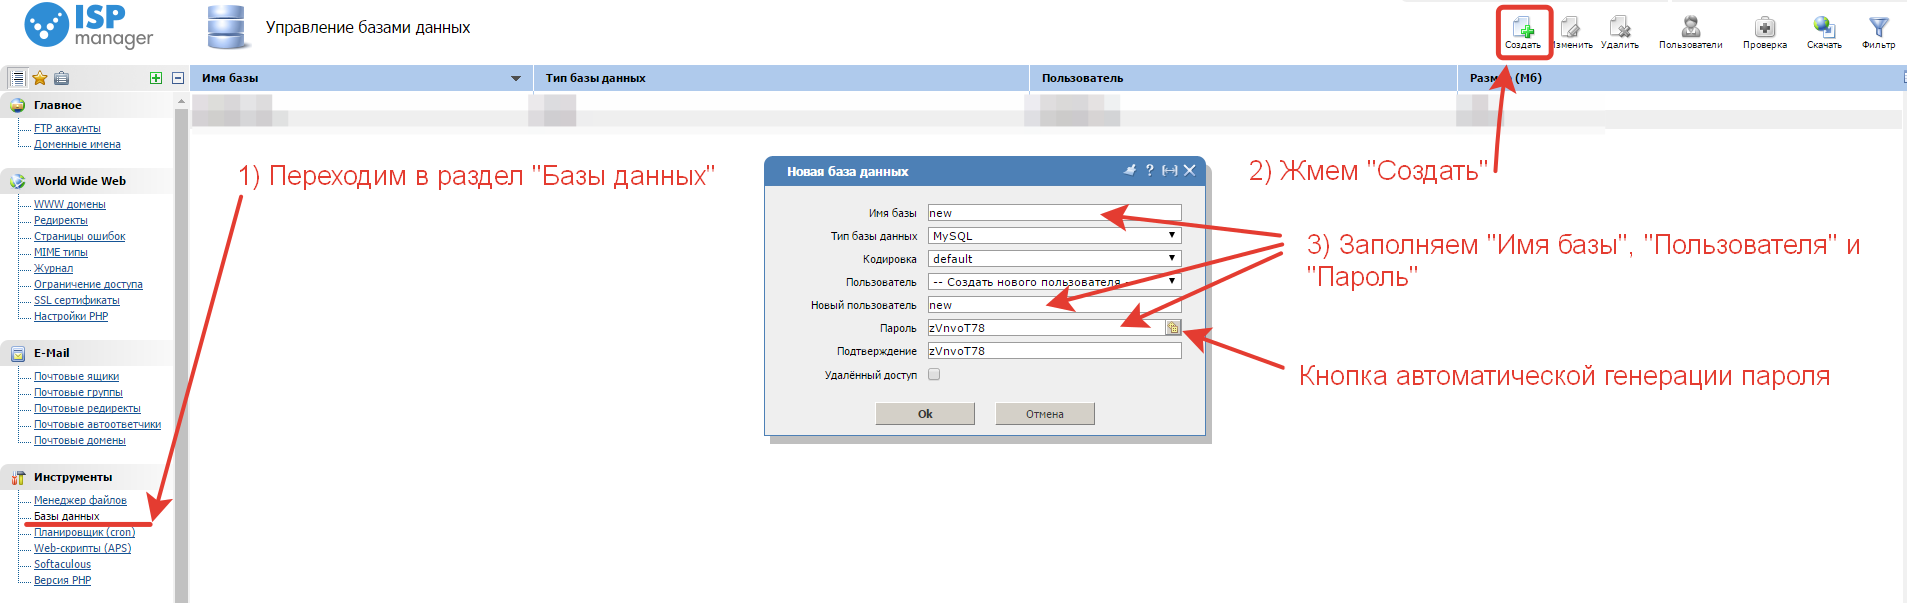 ISP
manager
Управление базами данных
Создать
Изменить
Удалить
Пользователи
Проверка
Скачать
Фильтр
Имя базы
Тип базы данных
Пользователь
(Мб)
Главное
FTP аккаунты
Доменные имена
World Wide Web
WWW домены
Редиректы
Страницы ошибок
MIME типы
Журнал
Ограничение доступа
SSL сертификаты
Настройки PHP
E-Mail
Почтовые ящики
Почтовые группы
Почтовые редиректы
Почтовые автоответчики
Почтовые домены
Инструменты
Менеджер файлов
Базы данных
Планировщик (cron)
Web-скрипты (APS)
Softaculous
Версия PHP
1) Переходим в раздел "Базы данных"
2) Жмем "Создать"
Новая база данных
Имя базы new
Тип базы данных MySQL
Кодировка default
Пользователь -- Создать нового пользователя -
Новый пользователь new
Пароль zVnvoT78
Подтверждение zVnvoT78
Удалённый доступ
Ok
Отмена
3) Заполняем "Имя базы", "Пользователя" и
"Пароль"
Кнопка автоматической генерации пароля